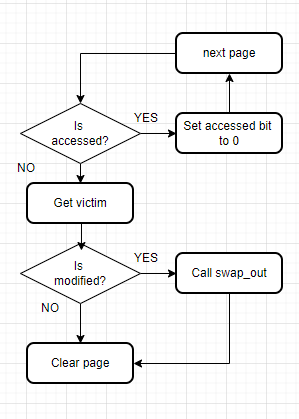 next page
Is
accessed?
YES
Set accessed bit
to 0
NO
Get victim
Is
modified?
YES
Call swap_out
NO
Clear page